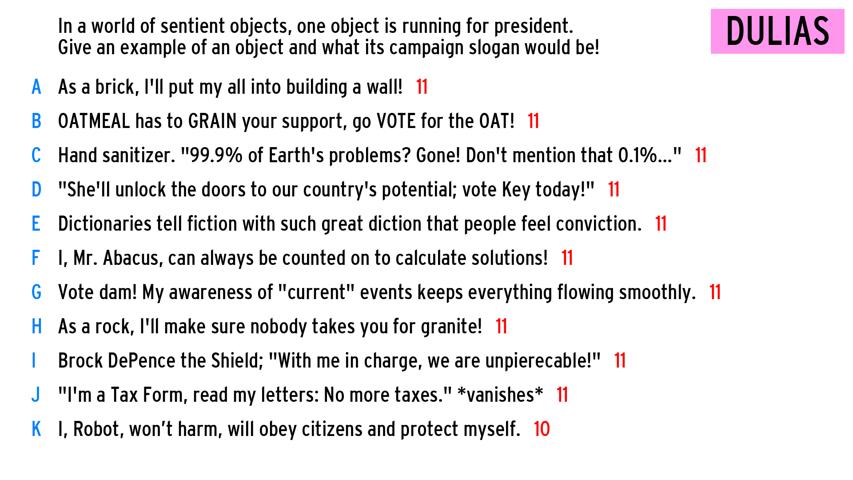 In a world of sentient objects, one object is running for president.
Give an example of an object and what its campaign slogan would be!
DULIAS
A As a brick, I'll put my all into building a wall! 11
B OATMEAL has to GRAIN your support, go VOTE for the OAT! 11
C Hand sanitizer. "99.9% of Earth's problems? Gone! Don't mention that 0.1%..." 11
D "She'll unlock the doors to our country's potential; vote Key today!" 11
E Dictionaries tell fiction with such great diction that people feel conviction. 11
F I, Mr. Abacus, can always be counted on to calculate solutions! 11
G Vote dam! My awareness of "current" events keeps everything flowing smoothly. 11
H As a rock, I'll make sure nobody takes you for granite! 11
I Brock DePence the Shield; "With me in charge, we are unpierecable!" 11
J "I'm a Tax Form, read my letters: No more taxes." *vanishes* 11
K I, Robot, won’t harm, will obey citizens and protect myself. 10